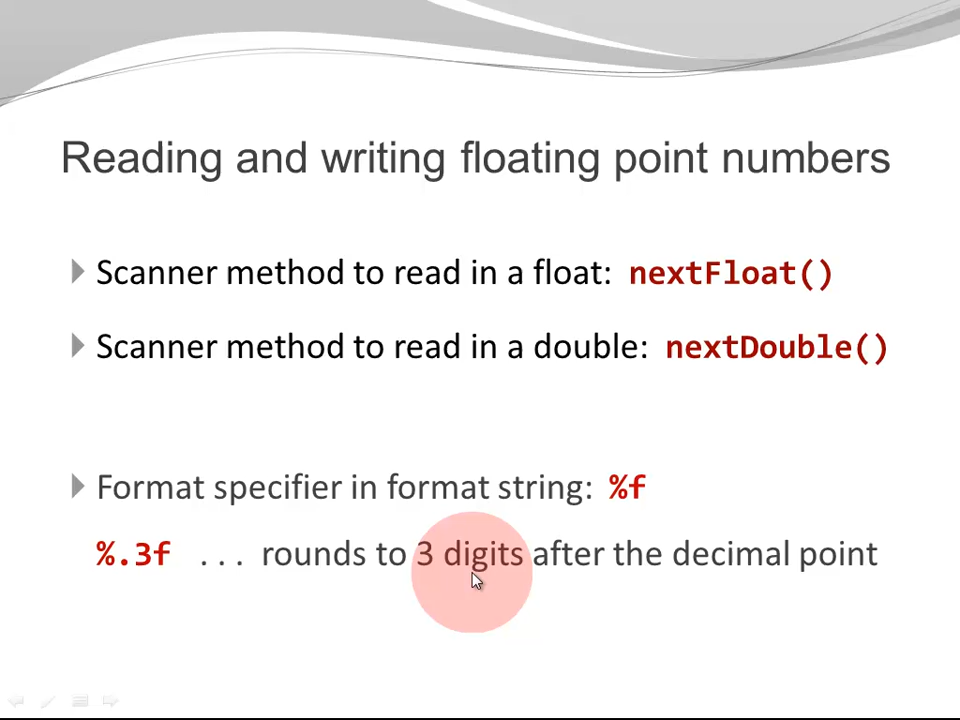 Reading and writing floating point numbers
Scanner method to read in a float: nextFloat()
Scanner method to read in a double: nextDouble()
Format specifier in format string: %f
%.3f ... rounds to 3 digits after the decimal point